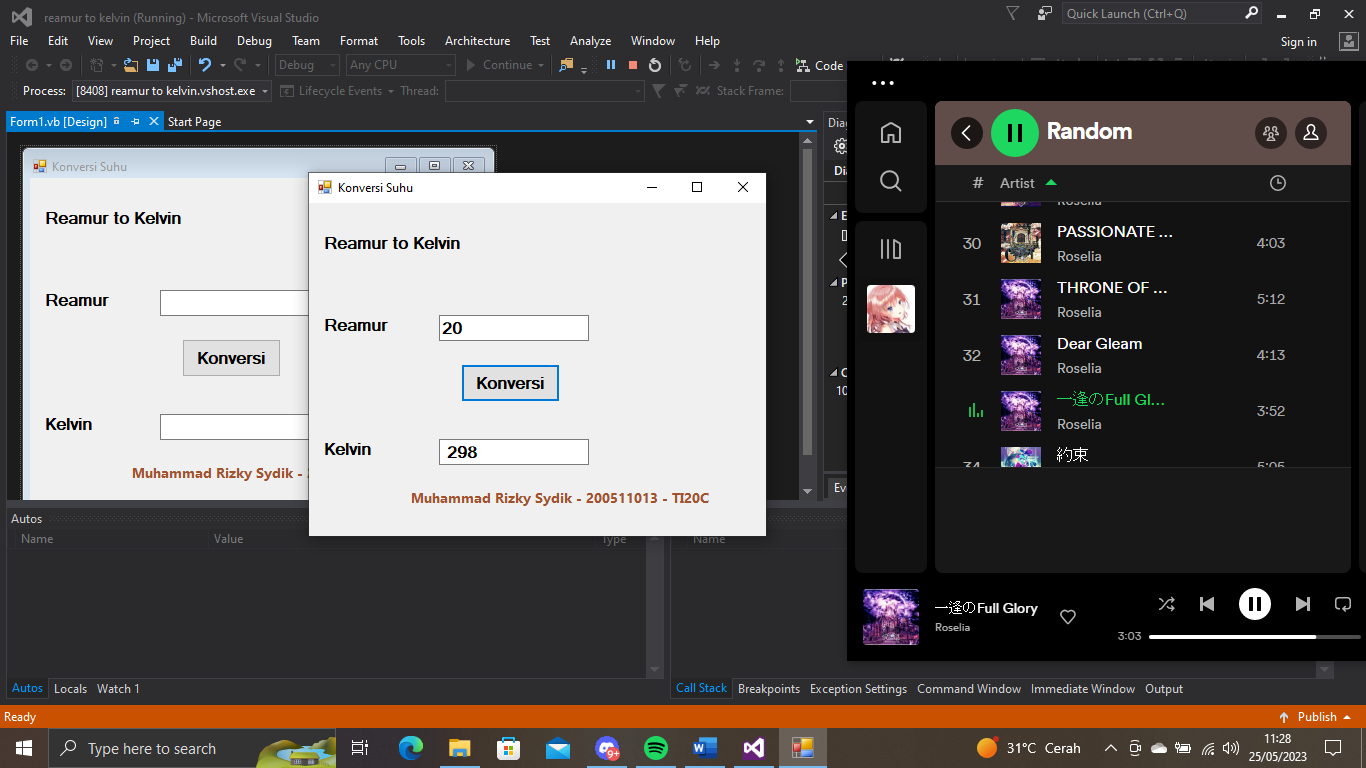 reamur to kelvin (Running) - Microsoft Visual Studio
Quick Launch (Ctrl+Q)
File Edit View Project Build Debug Team Format Tools Architecture Test Analyze Window Help
Sign in
Debug Any CPU Continue Code
Process: [8408] reamur to kelvin.vshost.exe Lifecycle Events Thread: Stack Frame:
Form1.vb [Design] Start Page
Konversi Suhu
Reamur to Kelvin
Reamur
Konversi
Kelvin
Muhammad Rizky Sydik -
Konversi Suhu
Reamur to Kelvin
Reamur 20
Konversi
Kelvin 298
Muhammad Rizky Sydik - 200511013 - TI20C
Random
# Artist
Roselia
30 PASSIONATE ... 4:03
Roselia
31 THRONE OF ... 5:12
Roselia
32 Dear Gleam 4:13
Roselia
一逢のFull Gl... 3:52
Roselia
34 約束 5:05
一逢のFull Glory
Roselia
3:03
Autos
Name Value Type
Name
Autos Locals Watch 1
Call Stack Breakpoints Exception Settings Command Window Immediate Window Output
Ready
Publish
Type here to search
9+
31°C Cerah
11:28
25/05/2023